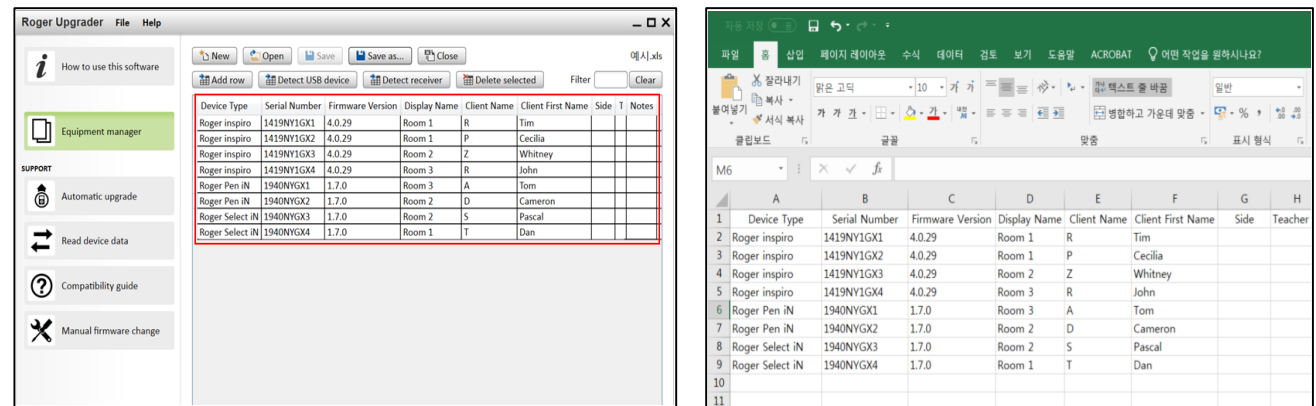 Roger Upgrader File Help
How to use this software
Equipment manager
SUPPORT
Automatic upgrade
Read device data
Compatibility guide
Manual firmware change
New Open Save Save as... Close 예시.xls
Add row Detect USB device Detect receiver Delete selected Filter Clear
Device Type Serial Number Firmware Version Display Name Client Name Client First Name Side T Notes
Roger inspiro 1419NY1GX1 4.0.29 Room 1 R Tim
Roger inspiro 1419NY1GX2 4.0.29 Room 1 P Cecilia
Roger inspiro 1419NY1GX3 4.0.29 Room 2 Z Whitney
Roger inspiro 1419NY1GX4 4.0.29 Room 3 R John
Roger Pen iN 1940NYGX1 1.7.0 Room 3 A Tom
Roger Pen iN 1940NYGX2 1.7.0 Room 2 D Cameron
Roger Select iN 1940NYGX3 1.7.0 Room 2 S Pascal
Roger Select iN 1940NYGX4 1.7.0 Room 1 T Dan
자동 저장
파일 홈 삽입 페이지 레이아웃 수식 데이터 검토 보기 도움말 ACROBAT 어떤 작업을 원하시나요?
붙여넣기 잘라내기 복사 서식 복사
클립보드
맑은 고딕 10 가 가
가 가 가 가
글꼴
텍스트 줄 바꿈
병합하고 가운데 맞춤
맞춤
일반
% ,
표시 형식
M6 fx
A B C D E F G H
1 Device Type Serial Number Firmware Version Display Name Client Name Client First Name Side Teacher
2 Roger inspiro 1419NY1GX1 4.0.29 Room 1 R Tim
3 Roger inspiro 1419NY1GX2 4.0.29 Room 1 P Cecilia
4 Roger inspiro 1419NY1GX3 4.0.29 Room 2 Z Whitney
5 Roger inspiro 1419NY1GX4 4.0.29 Room 3 R John
6 Roger Pen iN 1940NYGX1 1.7.0 Room 3 A Tom
7 Roger Pen iN 1940NYGX2 1.7.0 Room 2 D Cameron
8 Roger Select iN 1940NYGX3 1.7.0 Room 2 S Pascal
9 Roger Select iN 1940NYGX4 1.7.0 Room 1 T Dan
10
11